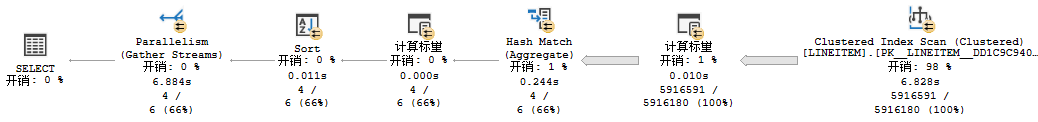 SELECT
开销: 0 %
Parallelism
(Gather Streams)
开销: 0 %
6.884s
4 /
6 (66%)
Sort
开销: 0 %
0.011s
4 /
6 (66%)
计算标量
开销: 0 %
0.000s
4 /
6 (66%)
Hash Match
(Aggregate)
开销: 1 %
0.244s
4 /
6 (66%)
计算标量
开销: 1 %
0.010s
5916591 /
5916180 (100%)
Clustered Index Scan (Clustered)
[LINEITEM].[PK__LINEITEM__DD1C9C940…
开销: 98 %
6.828s
5916591 /
5916180 (100%)